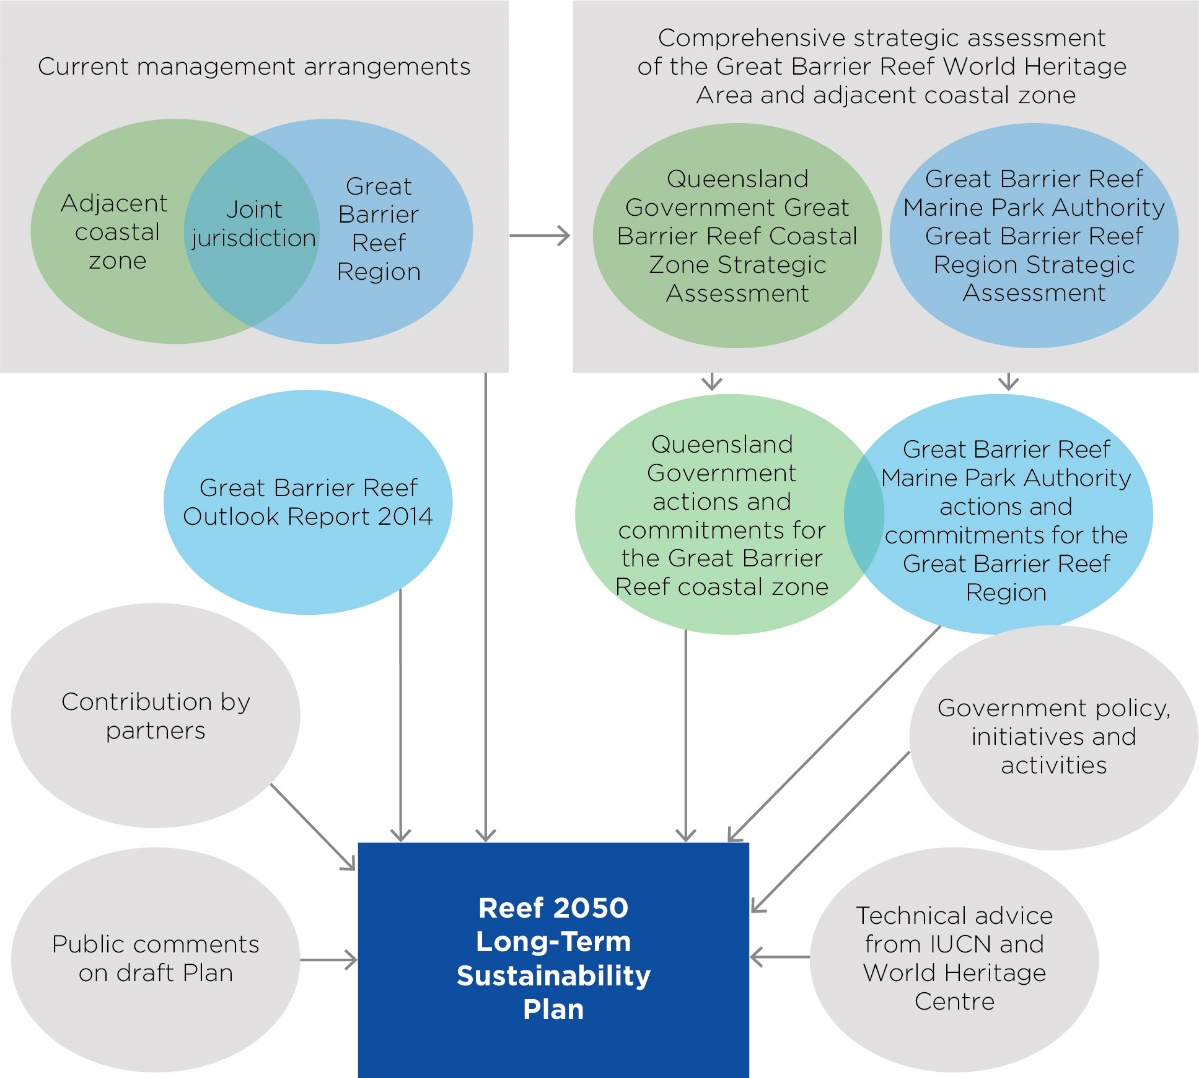 Current management arrangements
Adjacent
coastal
zone
Joint
jurisdiction
Great
Barrier
Reef
Region
Comprehensive strategic assessment
of the Great Barrier Reef World Heritage
Area and adjacent coastal zone
Queensland
Government Great
Barrier Reef Coastal
Zone Strategic
Assessment
Great Barrier Reef
Marine Park Authority
Great Barrier Reef
Region Strategic
Assessment
Great Barrier Reef
Outlook Report 2014
Queensland
Government
actions and
commitments for
the Great Barrier
Reef coastal zone
Great Barrier Reef
Marine Park Authority
actions and
commitments for the
Great Barrier Reef
Region
Contribution by
partners
Government policy,
initiatives and
activities
Public comments
on draft Plan
Reef 2050
Long-Term
Sustainability
Plan
Technical advice
from IUCN and
World Heritage
Centre